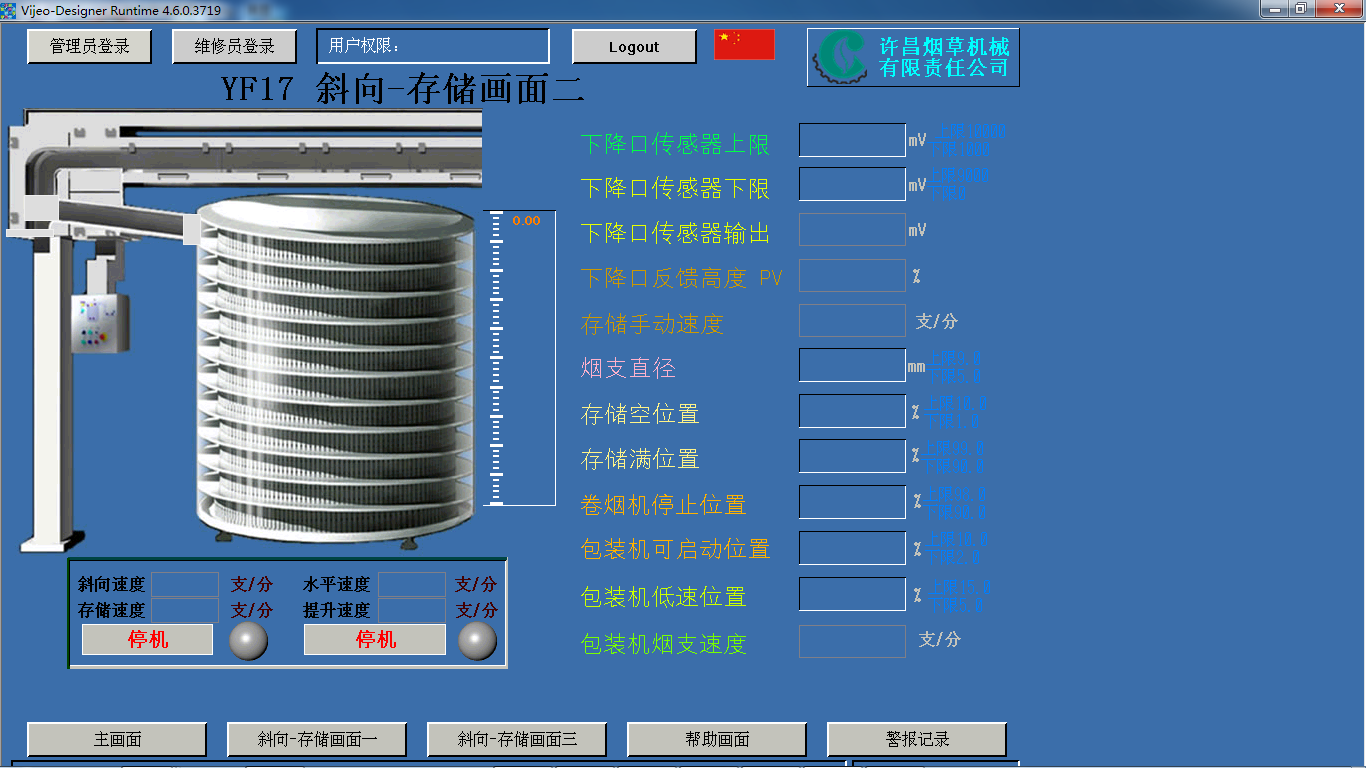 Vijeo-Designer Runtime 4.6.0.3719
管理员登录
维修员登录
用户权限:
Logout
许昌烟草机械
有限责任公司
YF17 斜向-存储画面二
下降口传感器上限
mV
下降口传感器下限
mV
0.00
下降口传感器输出
mV
下降口反馈高度 PV
%
存储手动速度
支/分
烟支直径
mm
存储空位置
%
存储满位置
%
卷烟机停止位置
%
包装机可启动位置
%
包装机低速位置
%
包装机烟支速度
支/分
斜向速度 支/分 水平速度 支/分
存储速度 支/分 提升速度 支/分
停机 停机
主画面
斜向-存储画面一
斜向-存储画面三
帮助画面
警报记录